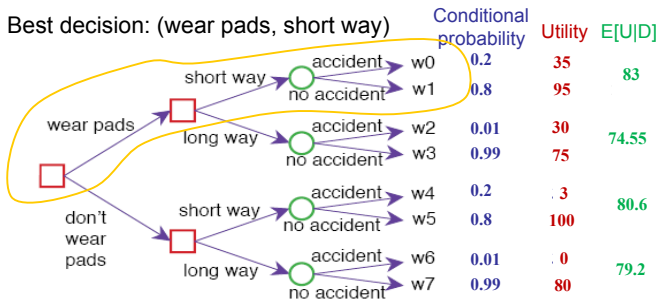 Best decision: (wear pads, short way)
Conditional probability Utility E[U|D]
accident w0 0.2 35
short way 83
no accident w1 0.8 95
wear pads
accident w2 0.01 30
long way 74.55
no accident w3 0.99 75
accident w4 0.2 3
don't wear pads short way 80.6
no accident w5 0.8 100
accident w6 0.01 0
long way 79.2
no accident w7 0.99 80